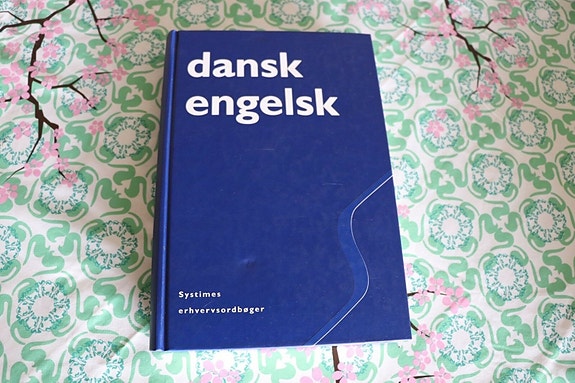 dansk
engelsk
Systimes
erhvervsordbøger